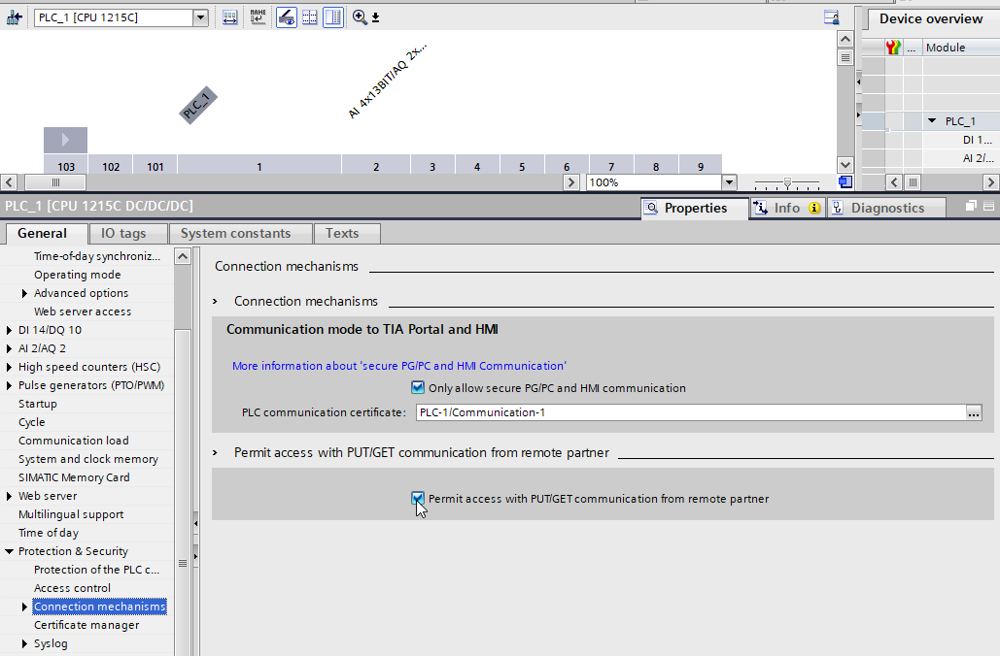 PLC_1 [CPU 1215C]
NAME
Device overview
... Module
PLC_1
AI 4x13BIT/AQ 2x...
PLC_1
DI 1...
AI 2/...
103 102 101 1 2 3 4 5 6 7 8 9
100%
PLC_1 [CPU 1215C DC/DC/DC]
Properties
Info
Diagnostics
General
IO tags
System constants
Texts
Time-of-day synchroniz...
Operating mode
Advanced options
Web server access
DI 14/DQ 10
AI 2/AQ 2
High speed counters (HSC)
Pulse generators (PTO/PWM)
Startup
Cycle
Communication load
System and clock memory
SIMATIC Memory Card
Web server
Multilingual support
Time of day
Protection & Security
Protection of the PLC c...
Access control
Connection mechanisms
Certificate manager
Syslog
Connection mechanisms
Connection mechanisms
Communication mode to TIA Portal and HMI
More information about 'secure PG/PC and HMI Communication'
Only allow secure PG/PC and HMI communication
PLC communication certificate: PLC-1/Communication-1 ...
Permit access with PUT/GET communication from remote partner
Permit access with PUT/GET communication from remote partner